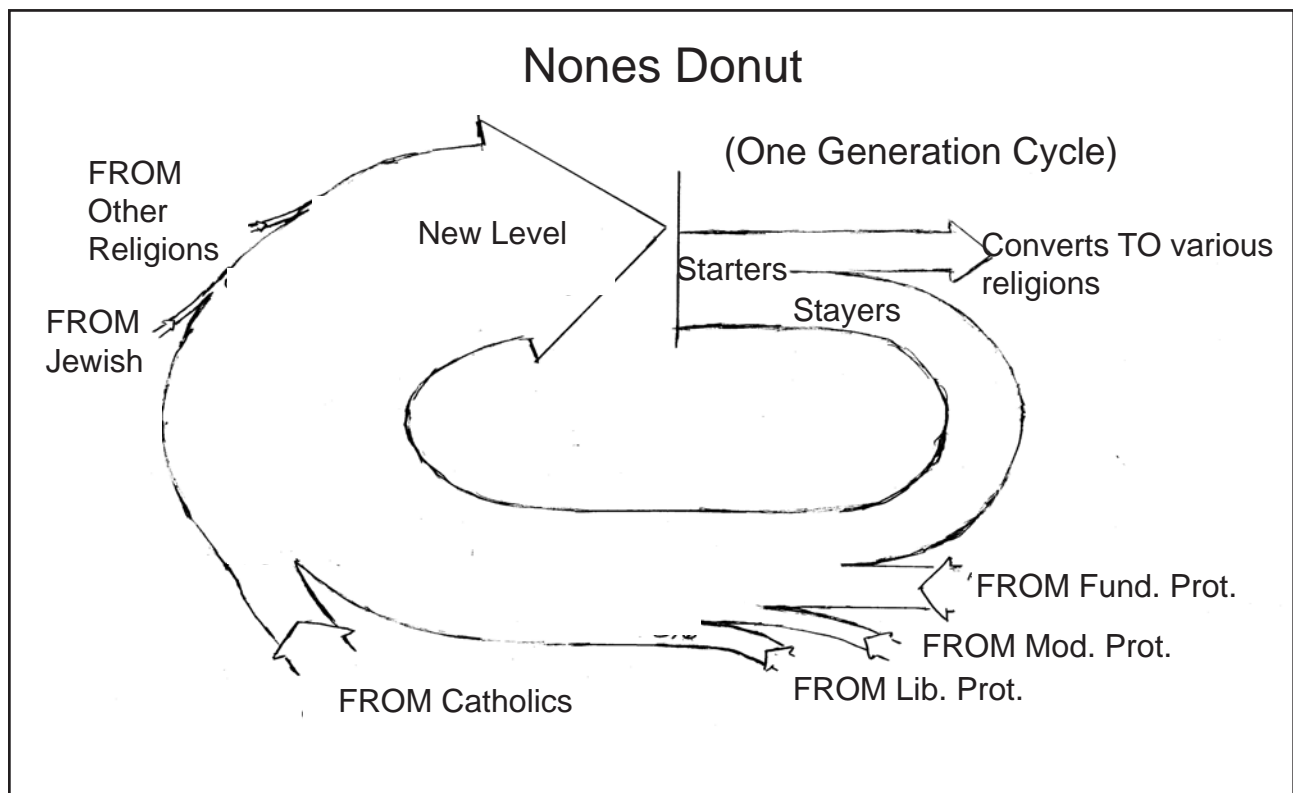 Nones Donut
(One Generation Cycle)
FROM
Other
Religions
New Level
Converts TO various
religions
Starters
Stayers
FROM
Jewish
FROM Fund. Prot.
FROM Mod. Prot.
FROM Lib. Prot.
FROM Catholics